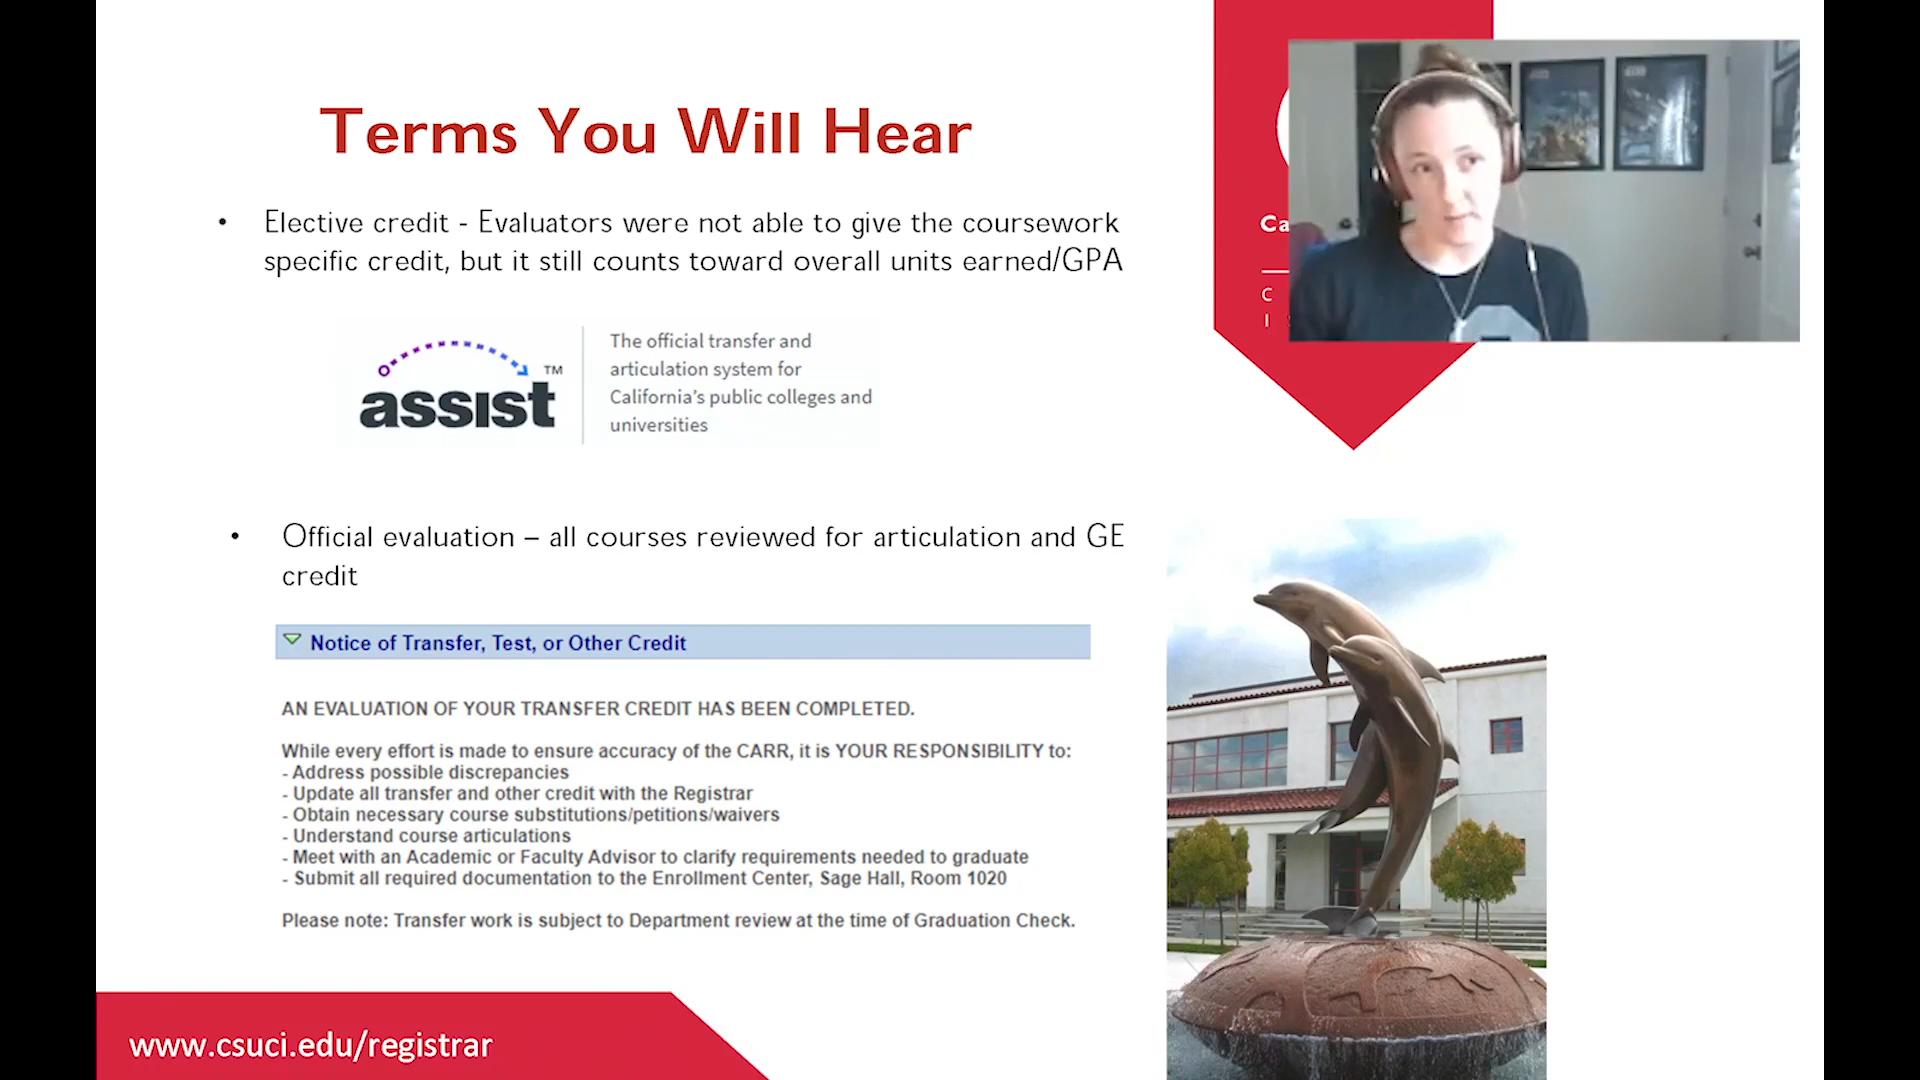 Terms You Will Hear
• Elective credit - Evaluators were not able to give the coursework
specific credit, but it still counts toward overall units earned/GPA
assist™
The official transfer and
articulation system for
California's public colleges and
universities
• Official evaluation – all courses reviewed for articulation and GE
credit
Notice of Transfer, Test, or Other Credit
AN EVALUATION OF YOUR TRANSFER CREDIT HAS BEEN COMPLETED.
While every effort is made to ensure accuracy of the CARR, it is YOUR RESPONSIBILITY to:
- Address possible discrepancies
- Update all transfer and other credit with the Registrar
- Obtain necessary course substitutions/petitions/waivers
- Understand course articulations
- Meet with an Academic or Faculty Advisor to clarify requirements needed to graduate
- Submit all required documentation to the Enrollment Center, Sage Hall, Room 1020
Please note: Transfer work is subject to Department review at the time of Graduation Check.
www.csuci.edu/registrar
Ca
C
I